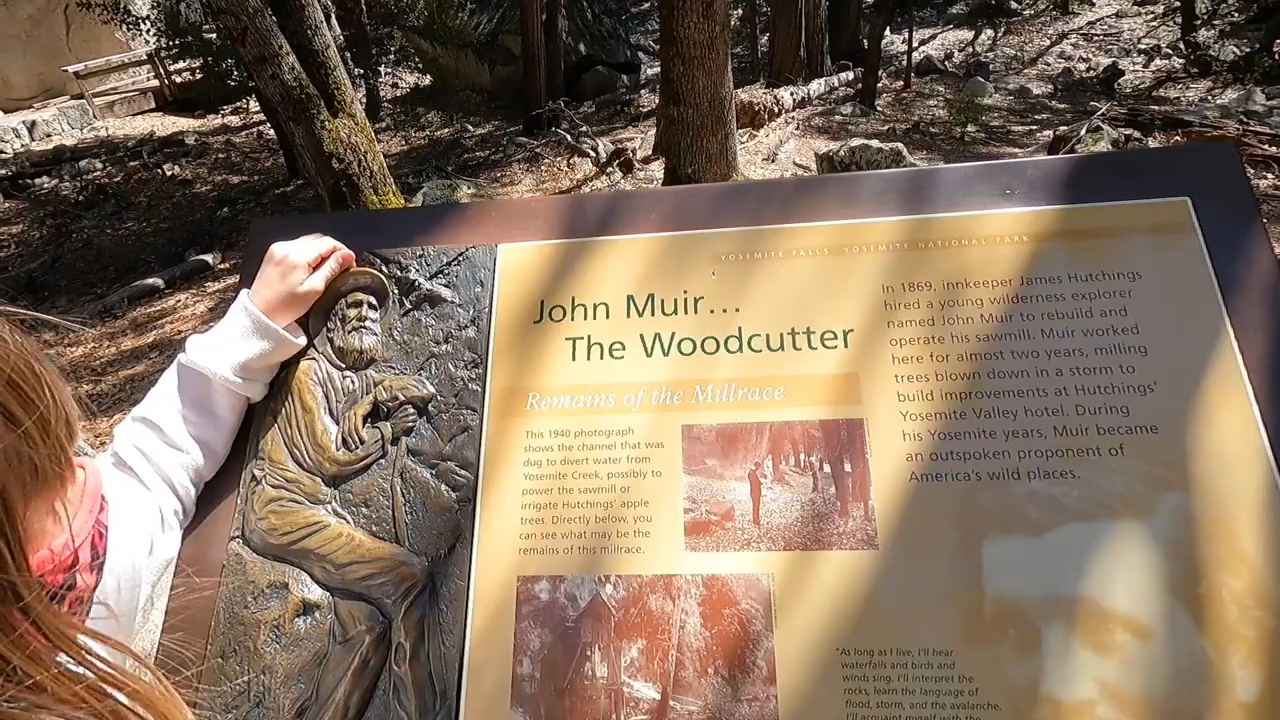 YOSEMITE FALLS YOSEMITE NATIONAL PARK
John Muir...
The Woodcutter
Remains of the Millrace
This 1940 photograph
shows the channel that was
dug to divert water from
Yosemite Creek, possibly to
power the sawmill or
irrigate Hutchings' apple
trees. Directly below, you
can see what may be the
remains of this millrace.
In 1869, innkeeper James Hutchings
hired a young wilderness explorer
named John Muir to rebuild and
operate his sawmill. Muir worked
here for almost two years, milling
trees blown down in a storm to
build improvements at Hutchings'
Yosemite Valley hotel. During
his Yosemite years, Muir became
an outspoken proponent of
America's wild places.
"As long as I live, I'll hear
waterfalls and birds and
winds sing. I'll interpret the
rocks, learn the language of
flood, storm, and the avalanche.
I'll acquaint myself with the